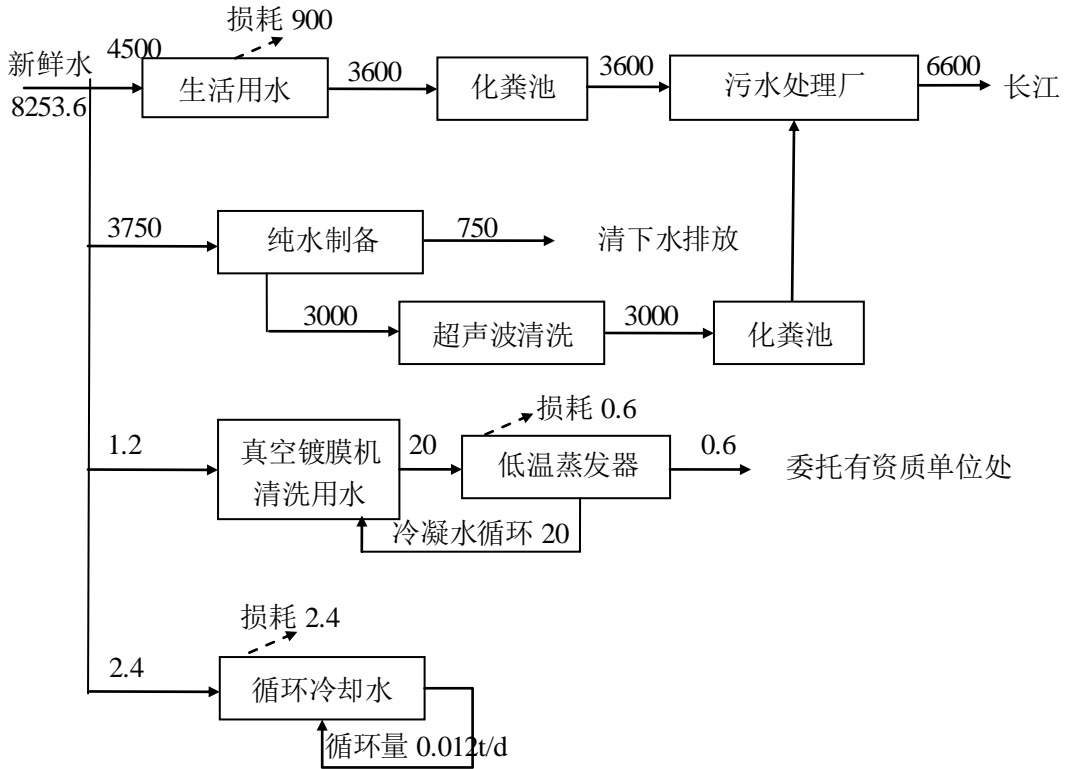 损耗 900
新鲜水
4500
8253.6
生活用水
3600
化粪池
3600
污水处理厂
6600
长江
3750
纯水制备
750
清下水排放
3000
超声波清洗
3000
化粪池
1.2
真空镀膜机
清洗用水
20
损耗 0.6
低温蒸发器
0.6
委托有资质单位处
冷凝水循环 20
损耗 2.4
2.4
循环冷却水
循环量 0.012t/d